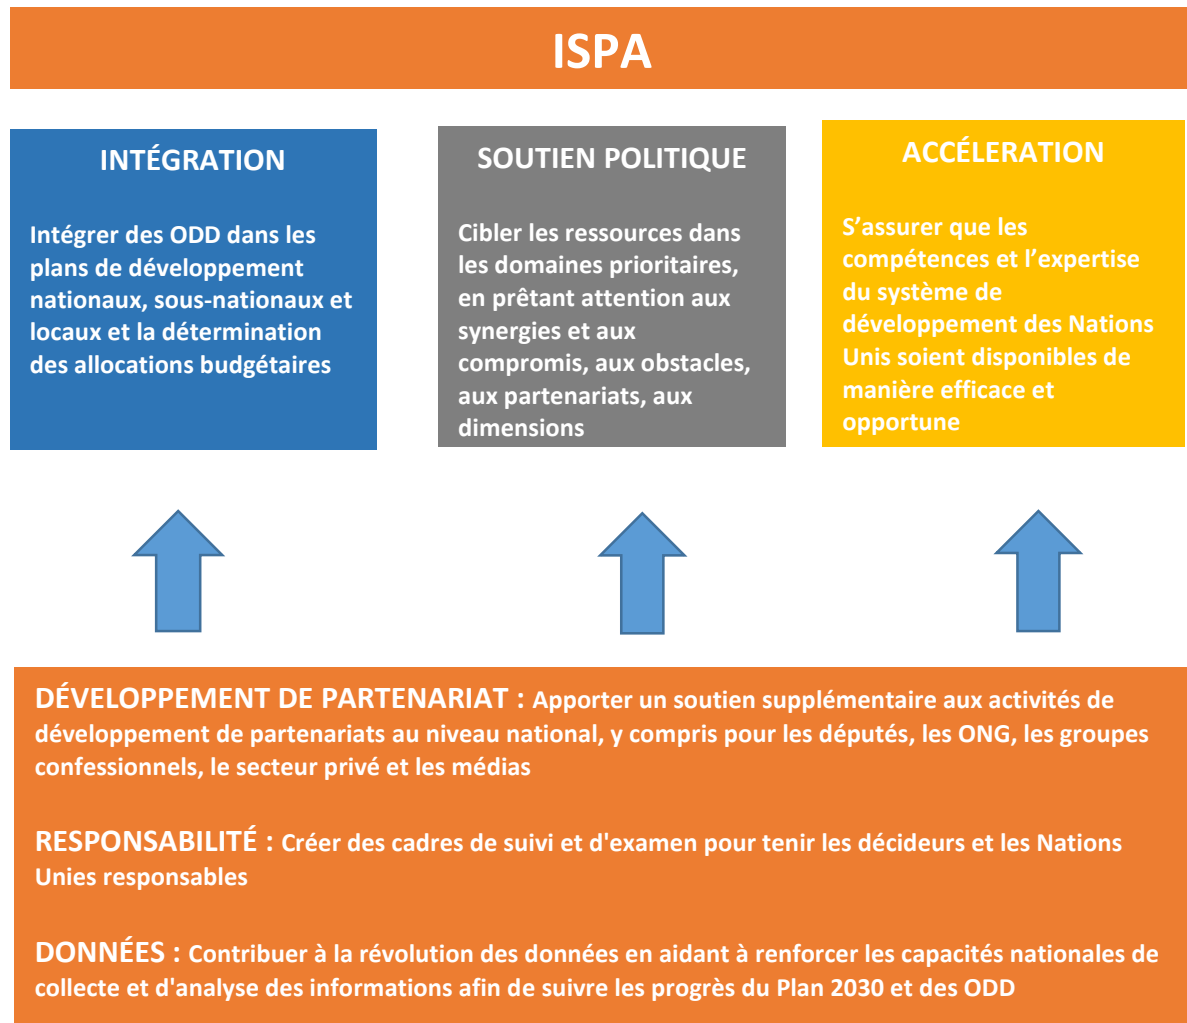 ISPA
INTÉGRATION
Intégrer des ODD dans les
plans de développement
nationaux, sous-nationaux et
locaux et la détermination
des allocations budgétaires
SOUTIEN POLITIQUE
Cibler les ressources dans
les domaines prioritaires,
en prêtant attention aux
synergies et aux
compromis, aux obstacles,
aux partenariats, aux
dimensions
ACCÉLERATION
S’assurer que les
compétences et l’expertise
du système de
développement des Nations
Unis soient disponibles de
manière efficace et
opportune
DÉVELOPPEMENT DE PARTENARIAT : Apporter un soutien supplémentaire aux activités de
développement de partenariats au niveau national, y compris pour les députés, les ONG, les groupes
confessionnels, le secteur privé et les médias
RESPONSABILITÉ : Créer des cadres de suivi et d'examen pour tenir les décideurs et les Nations
Unies responsables
DONNÉES : Contribuer à la révolution des données en aidant à renforcer les capacités nationales de
collecte et d'analyse des informations afin de suivre les progrès du Plan 2030 et des ODD